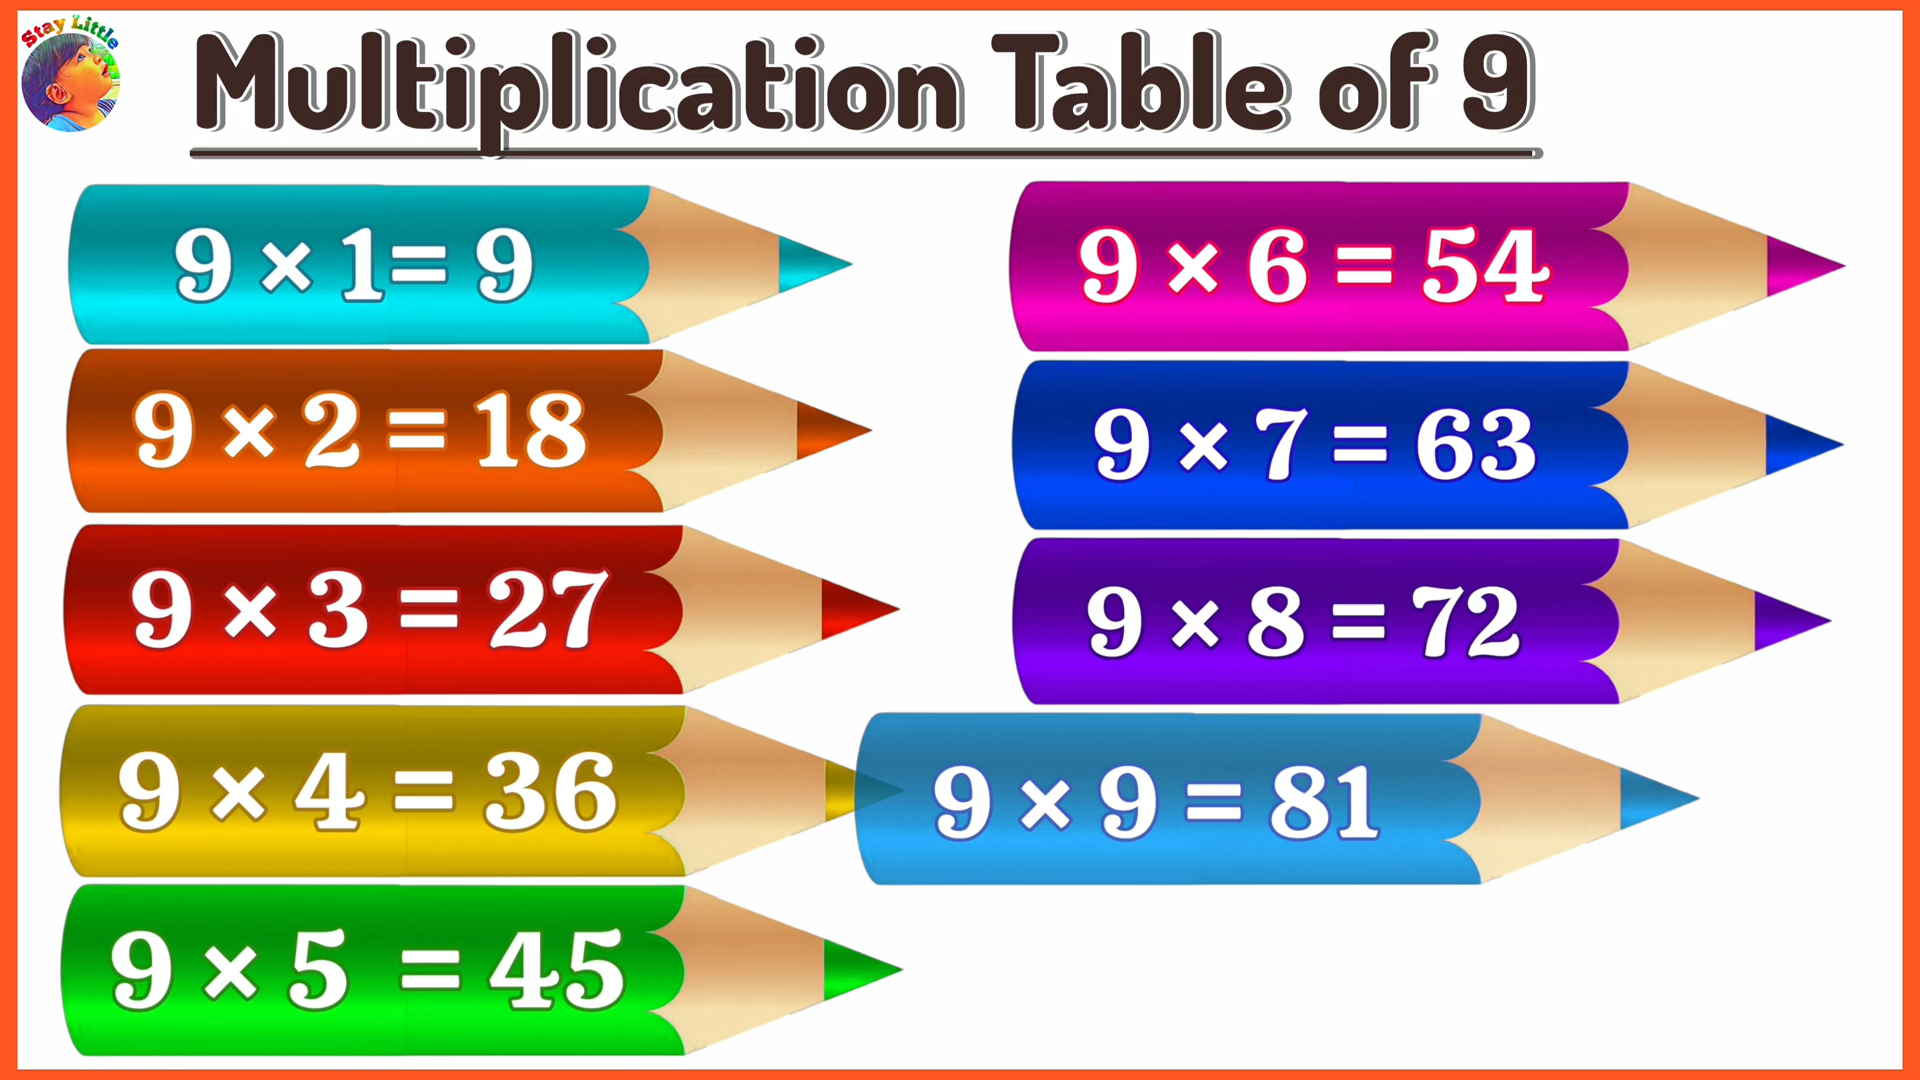 Stay Little
Multiplication Table of 9
9 × 1= 9
9 × 2 = 18
9 × 3 = 27
9 × 4 = 36
9 × 5 = 45
9 × 6 = 54
9 × 7 = 63
9 × 8 = 72
9 × 9 = 81